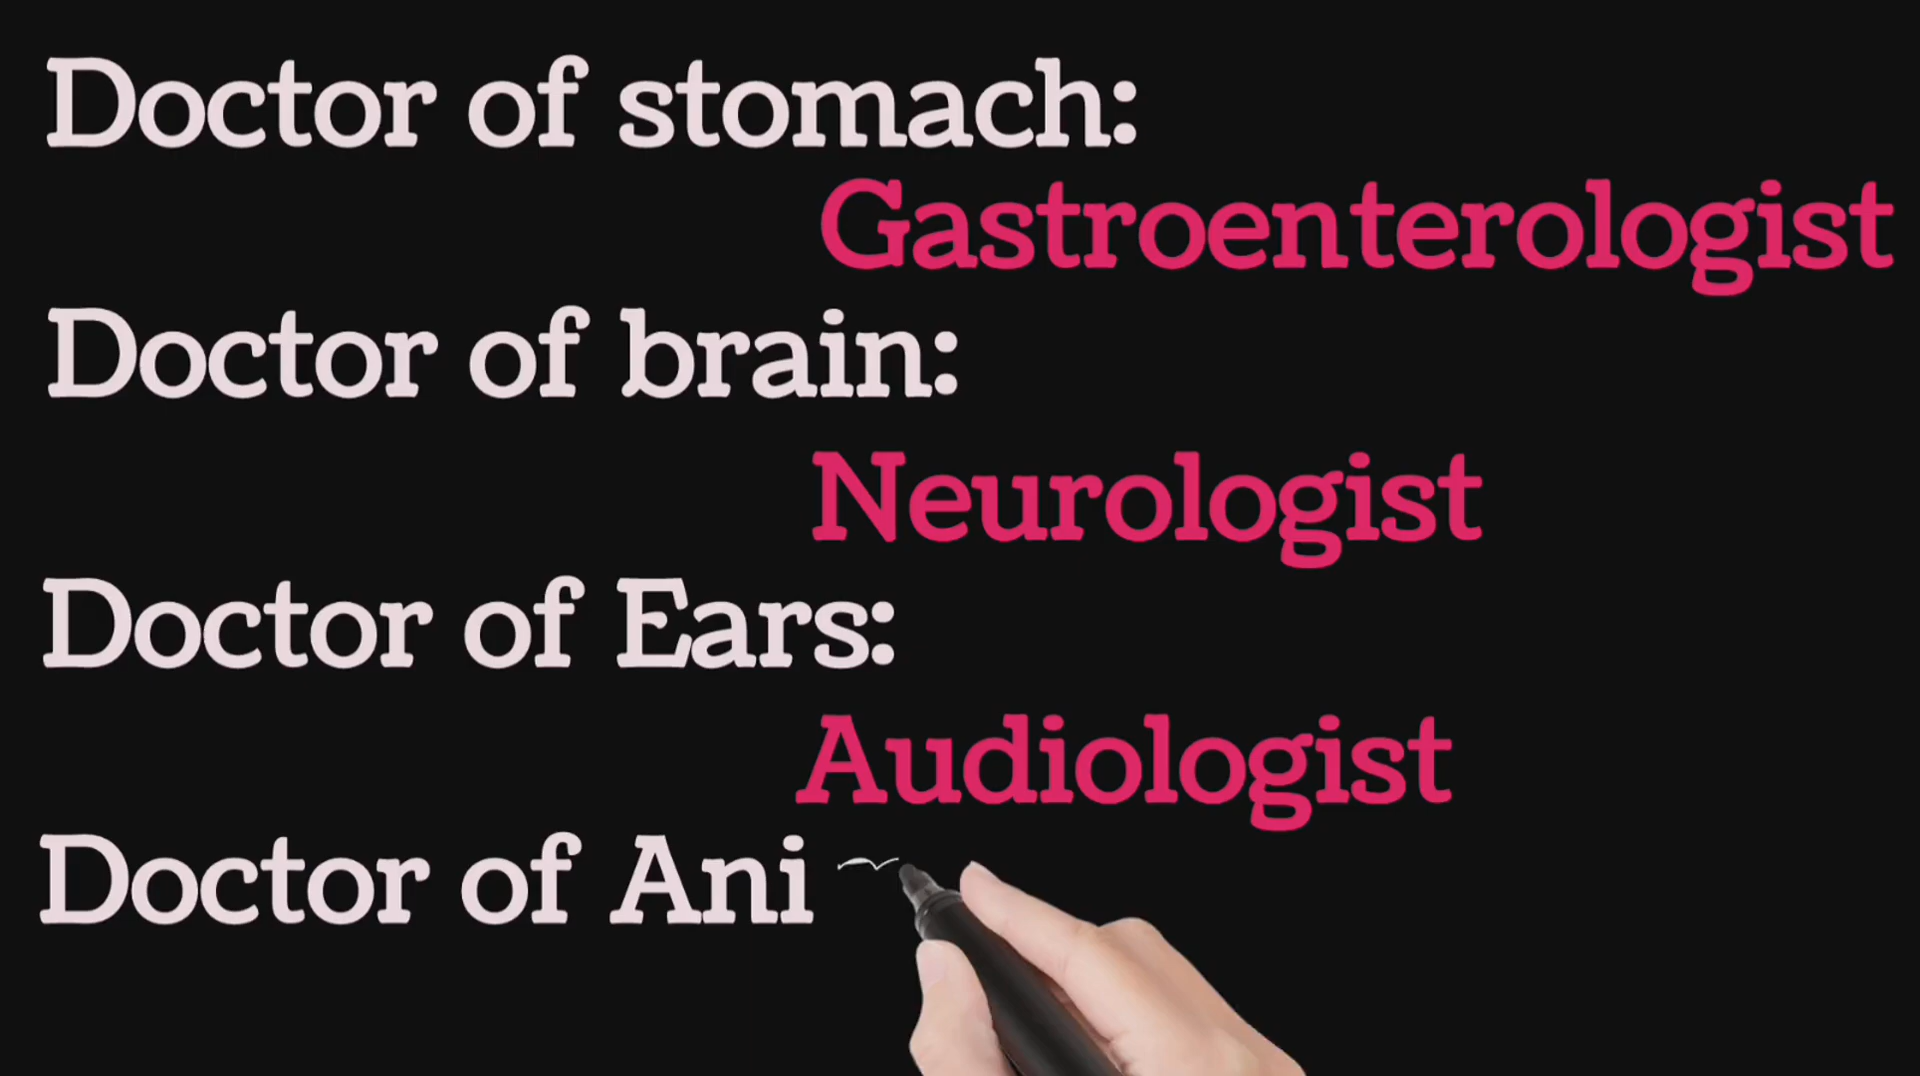 Doctor of stomach:
Gastroenterologist
Doctor of brain:
Neurologist
Doctor of Ears:
Audiologist
Doctor of Ani